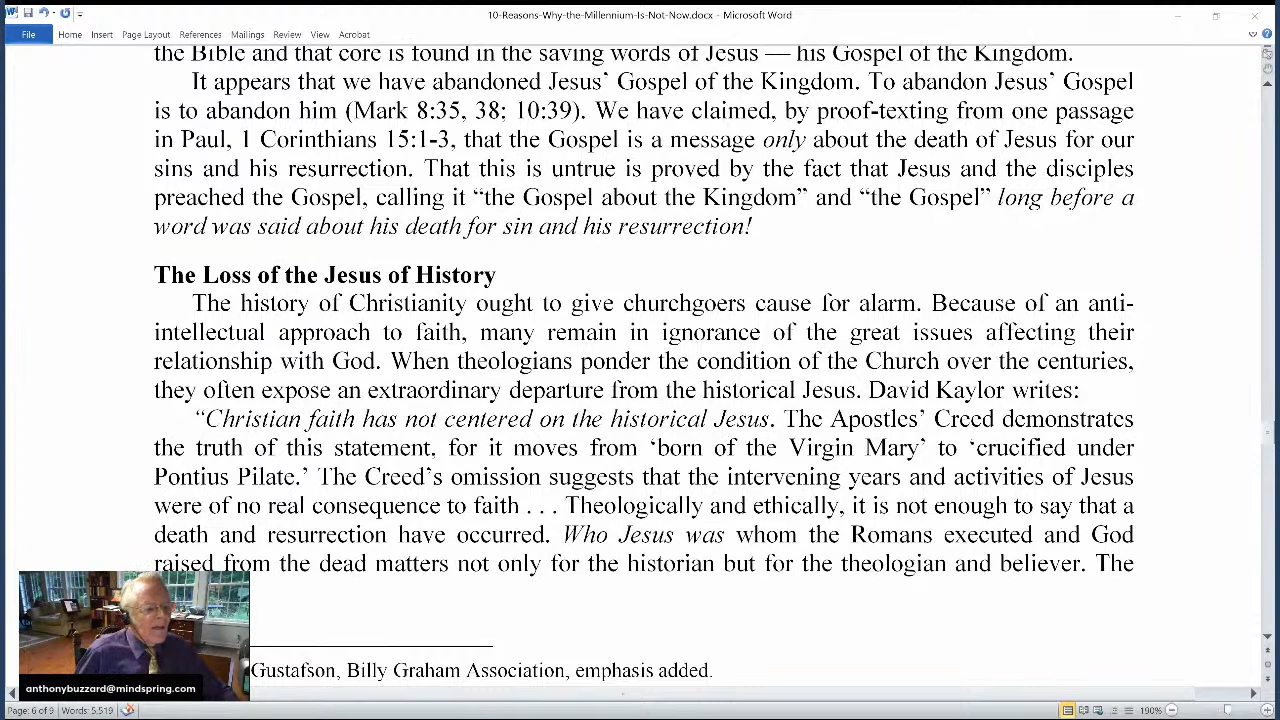 10-Reasons-Why-the-Millennium-Is-Not-Now.docx - Microsoft Word
File Home Insert Page Layout References Mailings Review View Acrobat
the Bible and that core is found in the saving words of Jesus — his Gospel of the Kingdom.
It appears that we have abandoned Jesus’ Gospel of the Kingdom. To abandon Jesus’ Gospel
is to abandon him (Mark 8:35, 38; 10:39). We have claimed, by proof-texting from one passage
in Paul, 1 Corinthians 15:1-3, that the Gospel is a message only about the death of Jesus for our
sins and his resurrection. That this is untrue is proved by the fact that Jesus and the disciples
preached the Gospel, calling it “the Gospel about the Kingdom” and “the Gospel” long before a
word was said about his death for sin and his resurrection!
The Loss of the Jesus of History
The history of Christianity ought to give churchgoers cause for alarm. Because of an anti-
intellectual approach to faith, many remain in ignorance of the great issues affecting their
relationship with God. When theologians ponder the condition of the Church over the centuries,
they often expose an extraordinary departure from the historical Jesus. David Kaylor writes:
“Christian faith has not centered on the historical Jesus. The Apostles’ Creed demonstrates
the truth of this statement, for it moves from ‘born of the Virgin Mary’ to ‘crucified under
Pontius Pilate.’ The Creed’s omission suggests that the intervening years and activities of Jesus
were of no real consequence to faith . . . Theologically and ethically, it is not enough to say that a
death and resurrection have occurred. Who Jesus was whom the Romans executed and God
raised from the dead matters not only for the historian but for the theologian and believer. The
Gustafson, Billy Graham Association, emphasis added.
anthonybuzzard@mindspring.com
Page: 6 of 9 Words: 5,519 190%